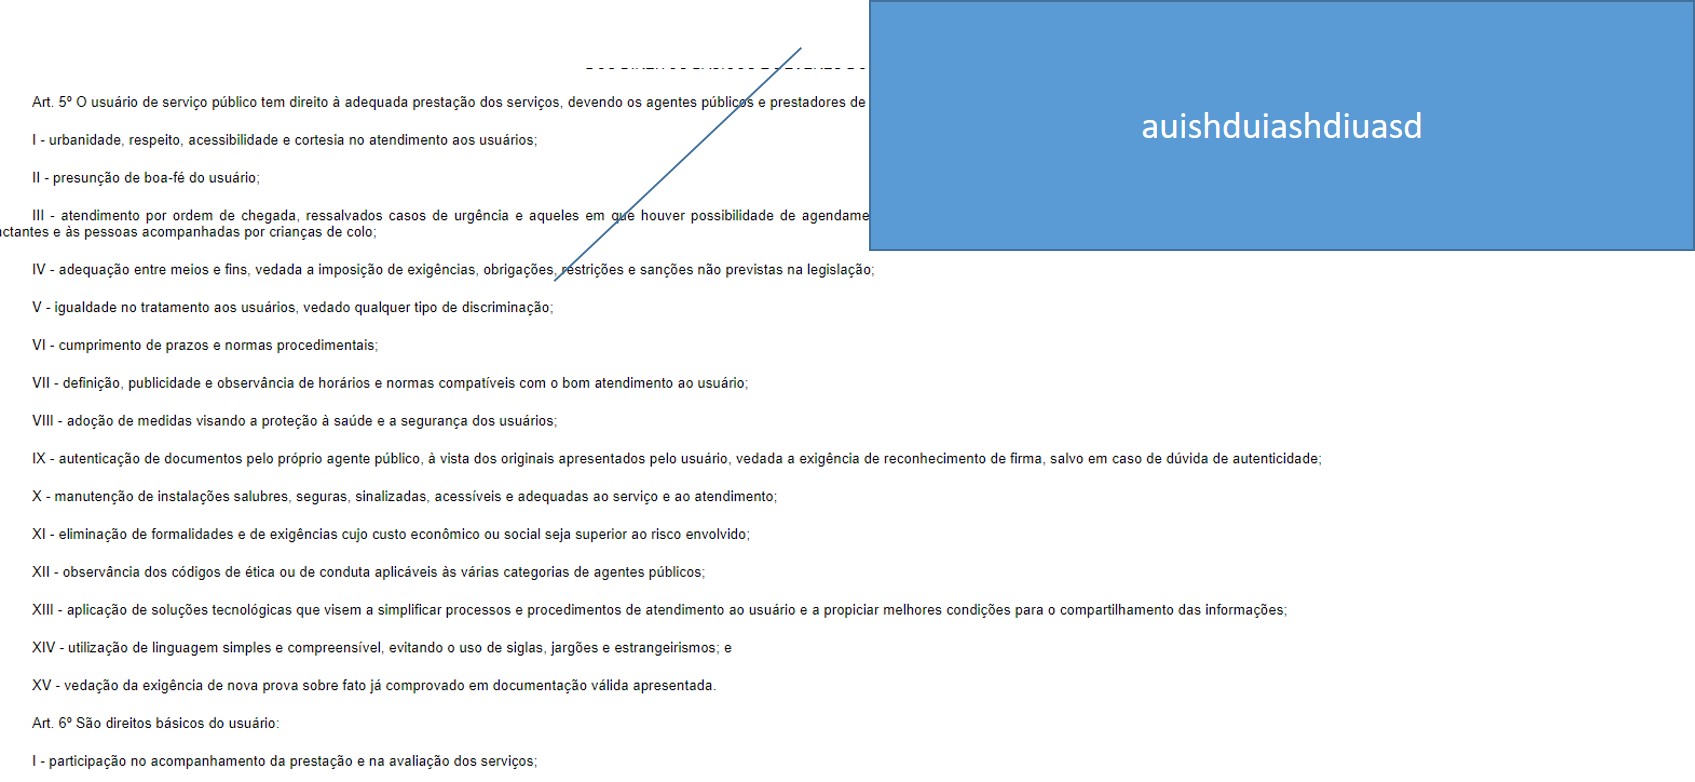 auishduiashdiuasd
Art. 5º O usuário de serviço público tem direito à adequada prestação dos serviços, devendo os agentes públicos e prestadores de
I - urbanidade, respeito, acessibilidade e cortesia no atendimento aos usuários;
II - presunção de boa-fé do usuário;
III - atendimento por ordem de chegada, ressalvados casos de urgência e aqueles em que houver possibilidade de
e às pessoas acompanhadas por crianças de colo;
IV - adequação entre meios e fins, vedada a imposição de exigências, obrigações, restrições e sanções não previstas na legislação;
V - igualdade no tratamento aos usuários, vedado qualquer tipo de discriminação;
VI - cumprimento de prazos e normas procedimentais;
VII - definição, publicidade e observância de horários e normas compatíveis com o bom atendimento ao usuário;
VIII - adoção de medidas visando a proteção à saúde e a segurança dos usuários;
IX - autenticação de documentos pelo próprio agente público, à vista dos originais apresentados pelo usuário, vedada a exigência de reconhecimento de firma, salvo em caso de dúvida de autenticidade;
X - manutenção de instalações salubres, seguras, sinalizadas, acessíveis e adequadas ao serviço e ao atendimento;
XI - eliminação de formalidades e de exigências cujo custo econômico ou social seja superior ao risco envolvido;
XII - observância dos códigos de ética ou de conduta aplicáveis às várias categorias de agentes públicos;
XIII - aplicação de soluções tecnológicas que visem a simplificar processos e procedimentos de atendimento ao usuário e a propiciar melhores condições para o compartilhamento das informações;
XIV - utilização de linguagem simples e compreensível, evitando o uso de siglas, jargões e estrangeirismos; e
XV - vedação da exigência de nova prova sobre fato já comprovado em documentação válida apresentada.
Art. 6º São direitos básicos do usuário:
I - participação no acompanhamento da prestação e na avaliação dos serviços;